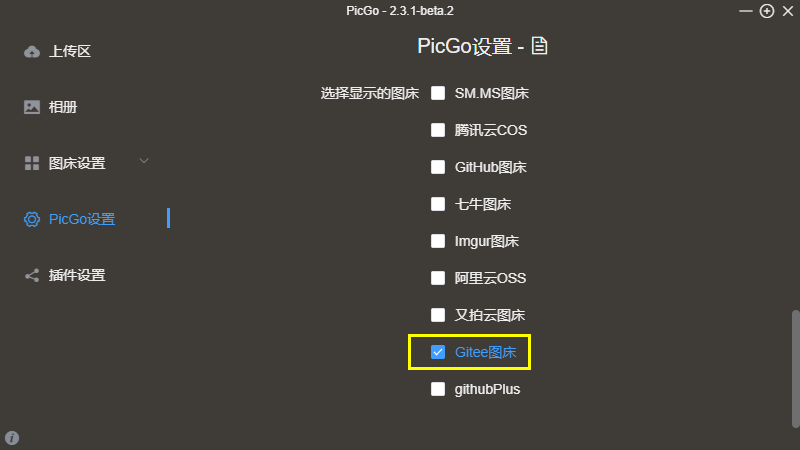 PicGo - 2.3.1-beta.2
上传区
相册
图床设置
PicGo设置
插件设置
PicGo设置 -
选择显示的图床
SM.MS图床
腾讯云COS
GitHub图床
七牛图床
Imgur图床
阿里云OSS
又拍云图床
Gitee图床
githubPlus